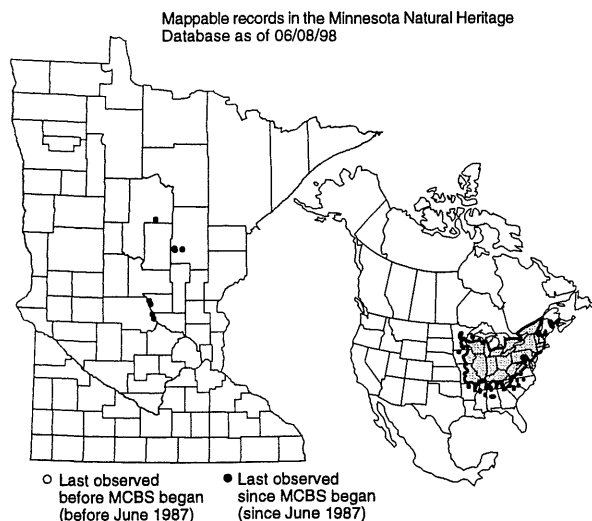 Mappable records in the Minnesota Natural Heritage
Database as of 06/08/98
○ Last observed
before MCBS began
(before June 1987)
● Last observed
since MCBS began
(since June 1987)